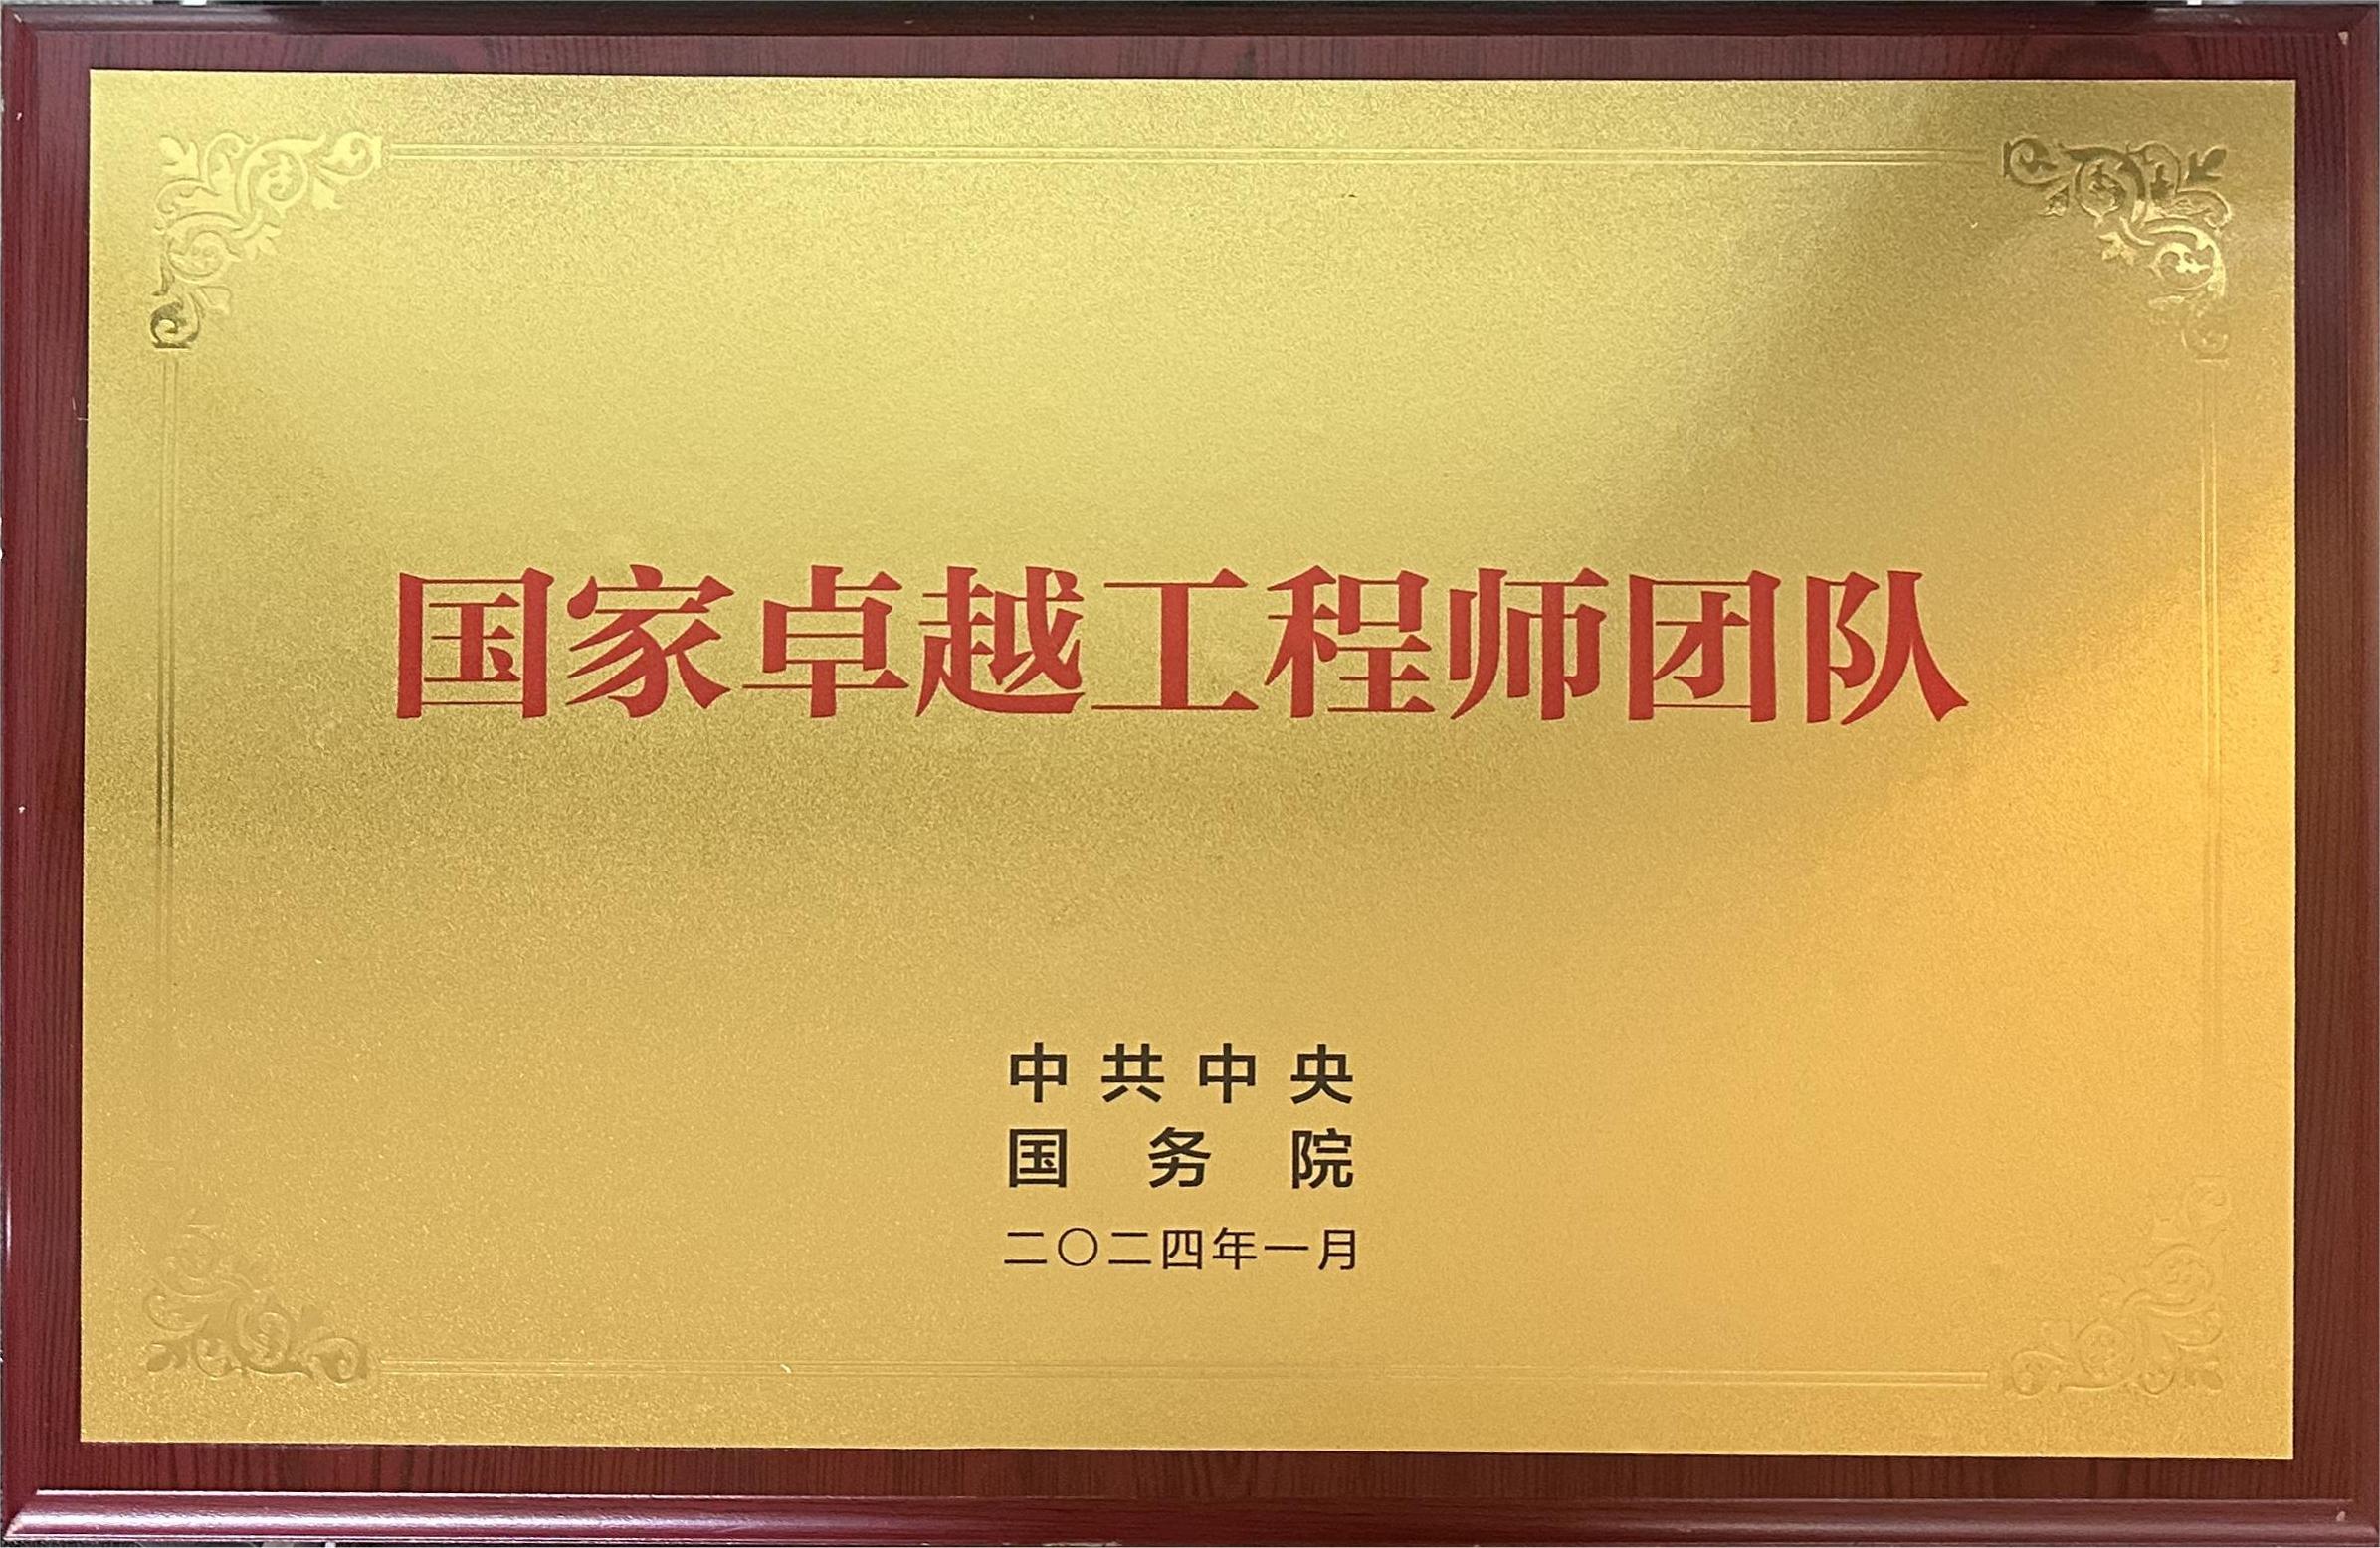 国家卓越工程师团队
中共中央
国务院
二〇二四年一月